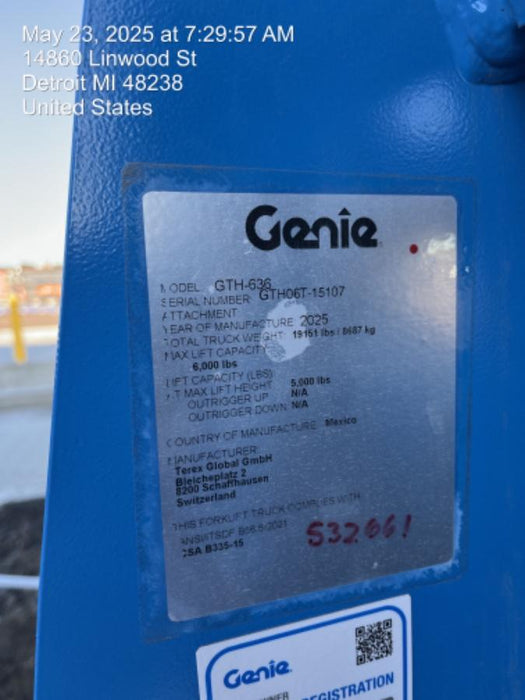 May 23, 2025 at 7:29:57 AM
14860 Linwood St
Detroit MI 48238
United States
Genie
MODEL GTH-636
SERIAL NUMBER GTH06T-15107
ATTACHMENT
YEAR OF MANUFACTURE 2025
TOTAL TRUCK WEIGHT: 19151 lbs / 8687 kg
MAX LIFT CAPACITY
6,000 lbs
LIFT CAPACITY (LBS)
AT MAX LIFT HEIGHT 5,000 lbs
OUTRIGGER UP N/A
OUTRIGGER DOWN: N/A
COUNTRY OF MANUFACTURE Mexico
MANUFACTURER:
Terex Global GmbH
Bleicheplatz 2
8200 Schaffhausen
Switzerland
THIS FORKLIFT TRUCK COMPLIES WITH
ANSI/ITSDF B56.6-2021
CSA B335-15
532661
Genie
REGISTRATION